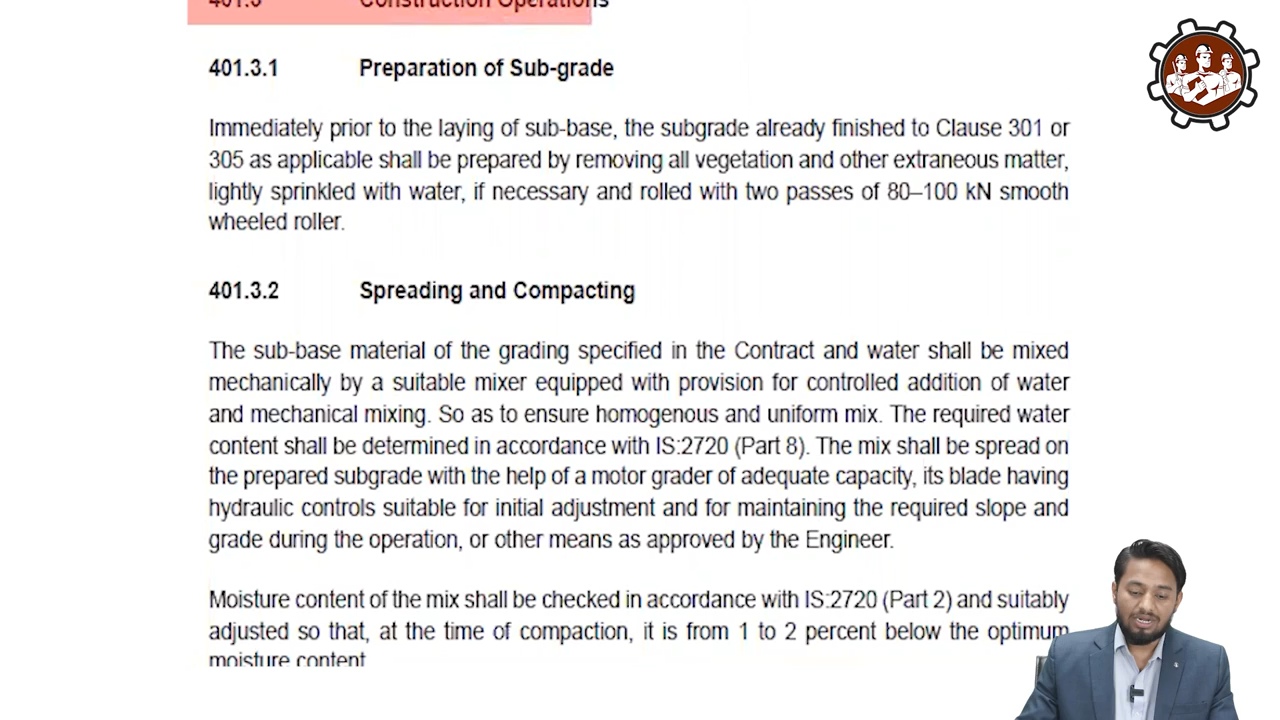 401.3 Construction Operations
401.3.1 Preparation of Sub-grade
Immediately prior to the laying of sub-base, the subgrade already finished to Clause 301 or
305 as applicable shall be prepared by removing all vegetation and other extraneous matter,
lightly sprinkled with water, if necessary and rolled with two passes of 80–100 kN smooth
wheeled roller.
401.3.2 Spreading and Compacting
The sub-base material of the grading specified in the Contract and water shall be mixed
mechanically by a suitable mixer equipped with provision for controlled addition of water
and mechanical mixing. So as to ensure homogenous and uniform mix. The required water
content shall be determined in accordance with IS:2720 (Part 8). The mix shall be spread on
the prepared subgrade with the help of a motor grader of adequate capacity, its blade having
hydraulic controls suitable for initial adjustment and for maintaining the required slope and
grade during the operation, or other means as approved by the Engineer.
Moisture content of the mix shall be checked in accordance with IS:2720 (Part 2) and suitably
adjusted so that, at the time of compaction, it is from 1 to 2 percent below the optimum
moisture content